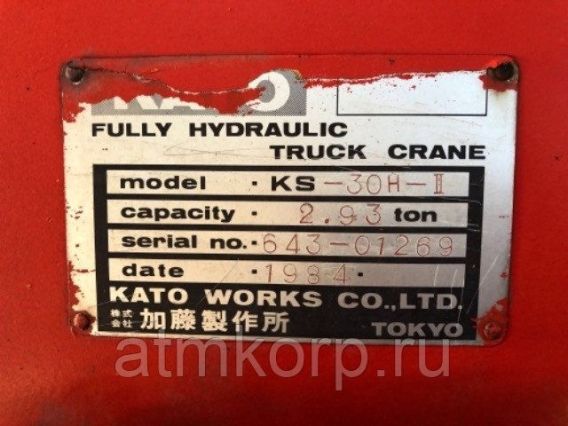 KATO
FULLY HYDRAULIC
TRUCK CRANE
model · KS-30H-II
capacity · 2.93 ton
serial no. · 643-01269
date · 1984 ·
KATO WORKS CO.,LTD.
株式会社 加藤製作所 TOKYO
atmkorp.ru